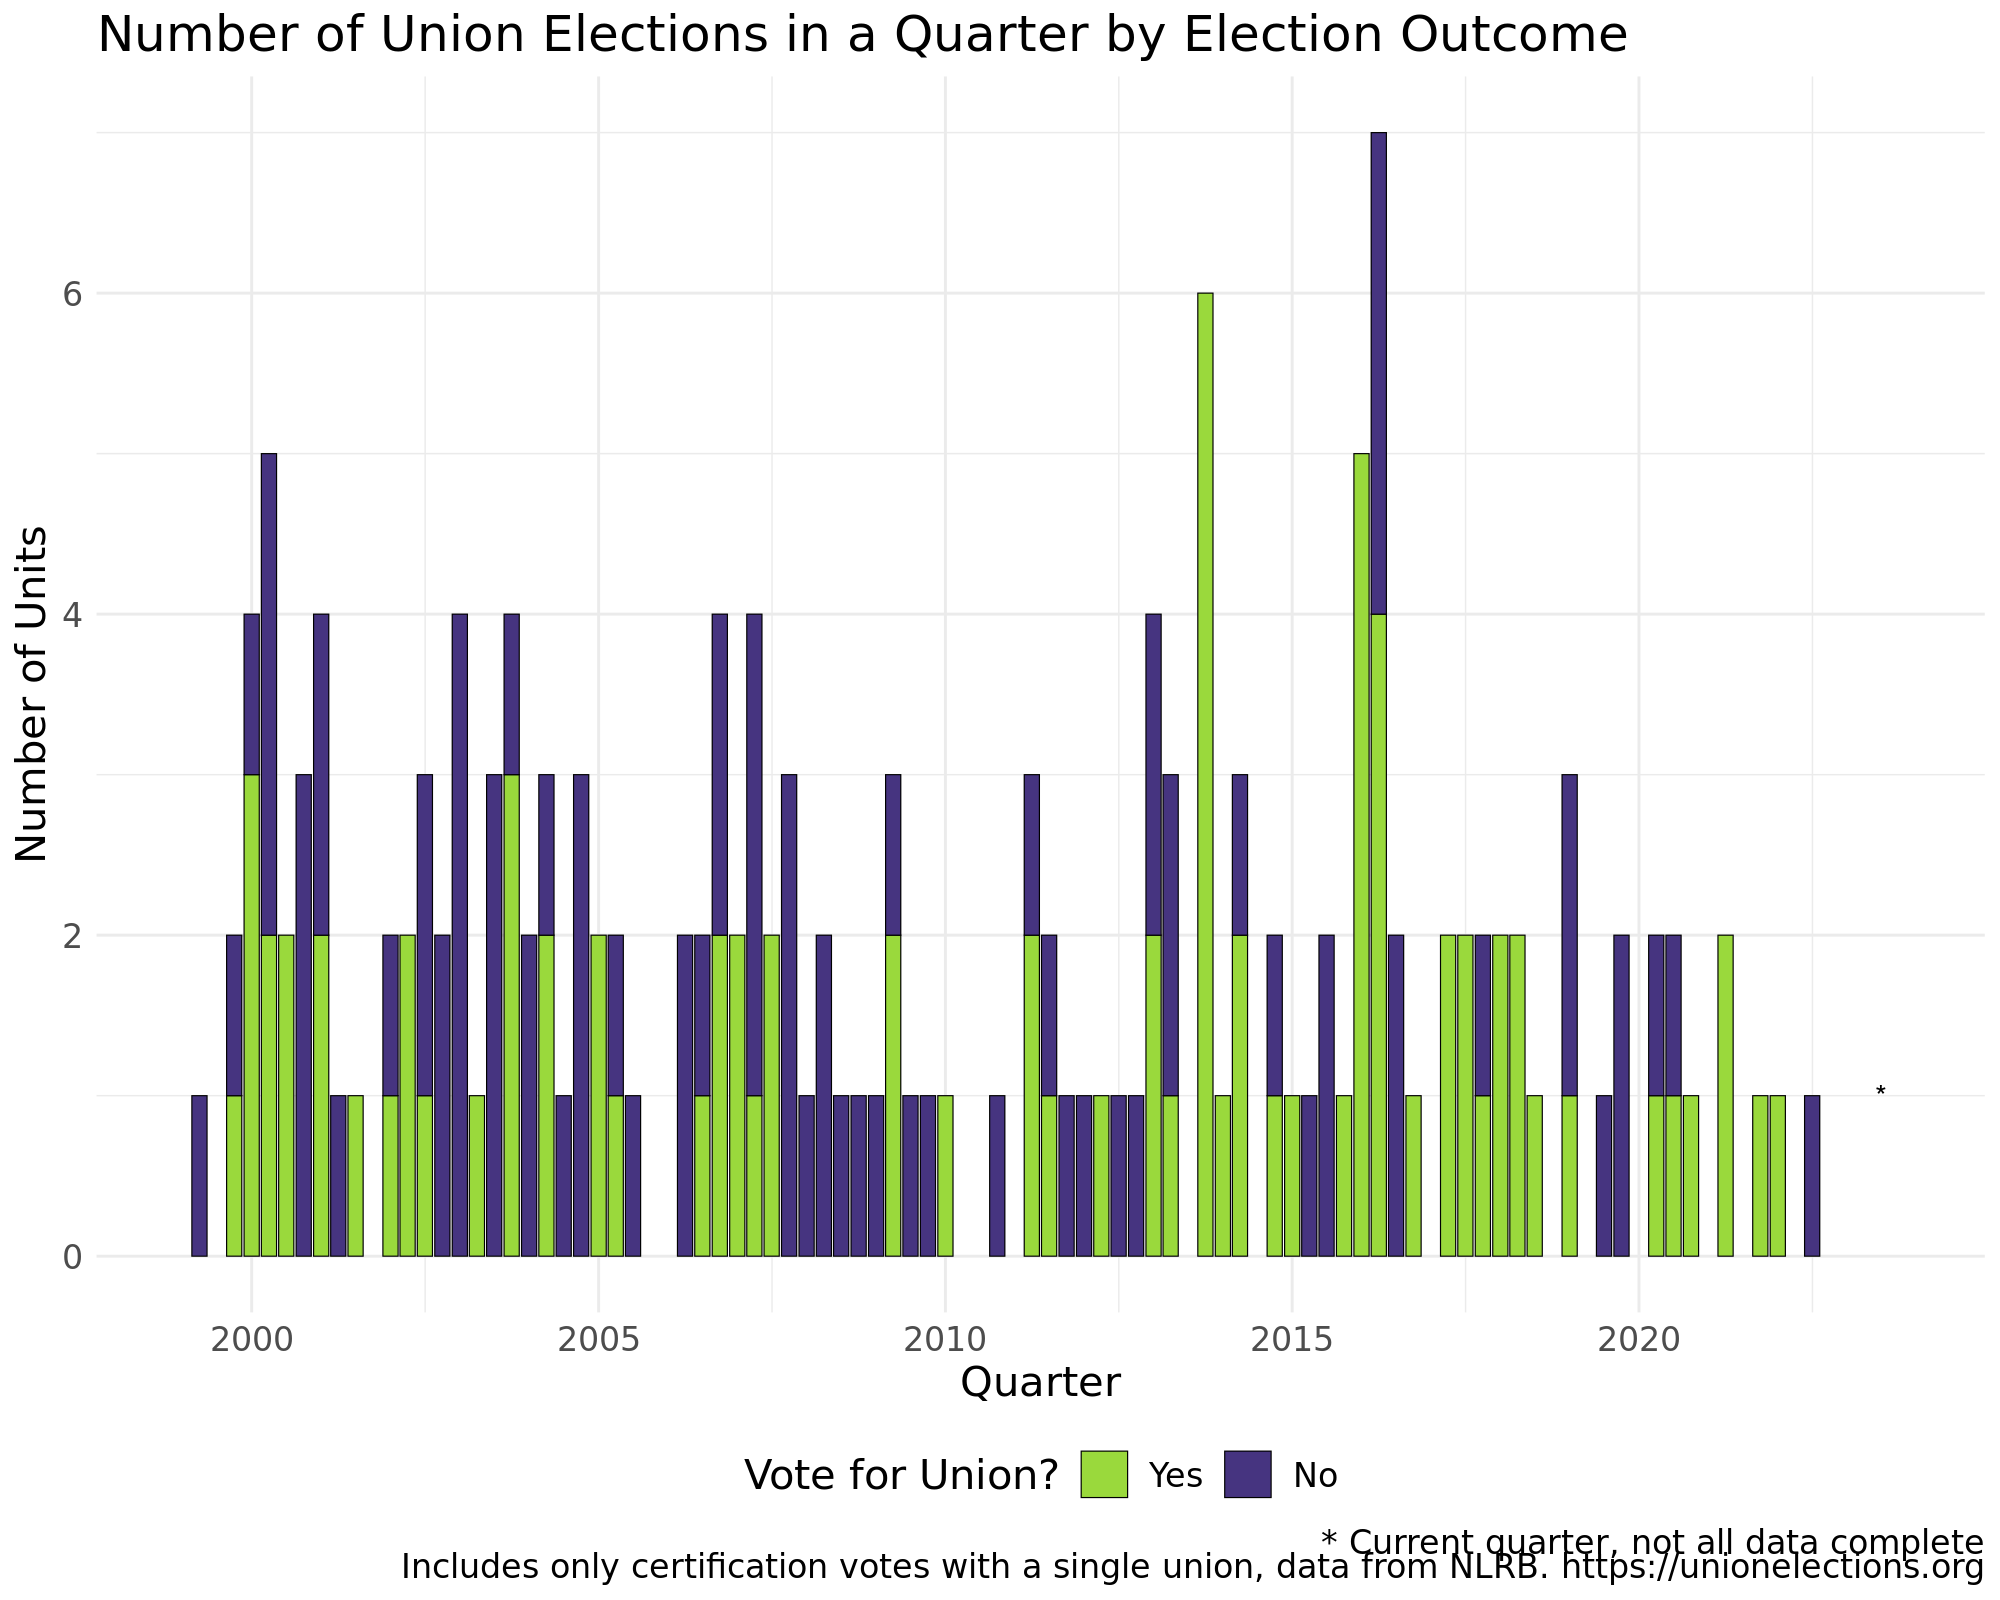 Number of Union Elections in a Quarter by Election Outcome
Number of Units
6
4
2
0
*
2000 2005 2010 2015 2020
Quarter
Vote for Union? Yes No
* Current quarter, not all data complete
Includes only certification votes with a single union, data from NLRB. https://unionelections.org